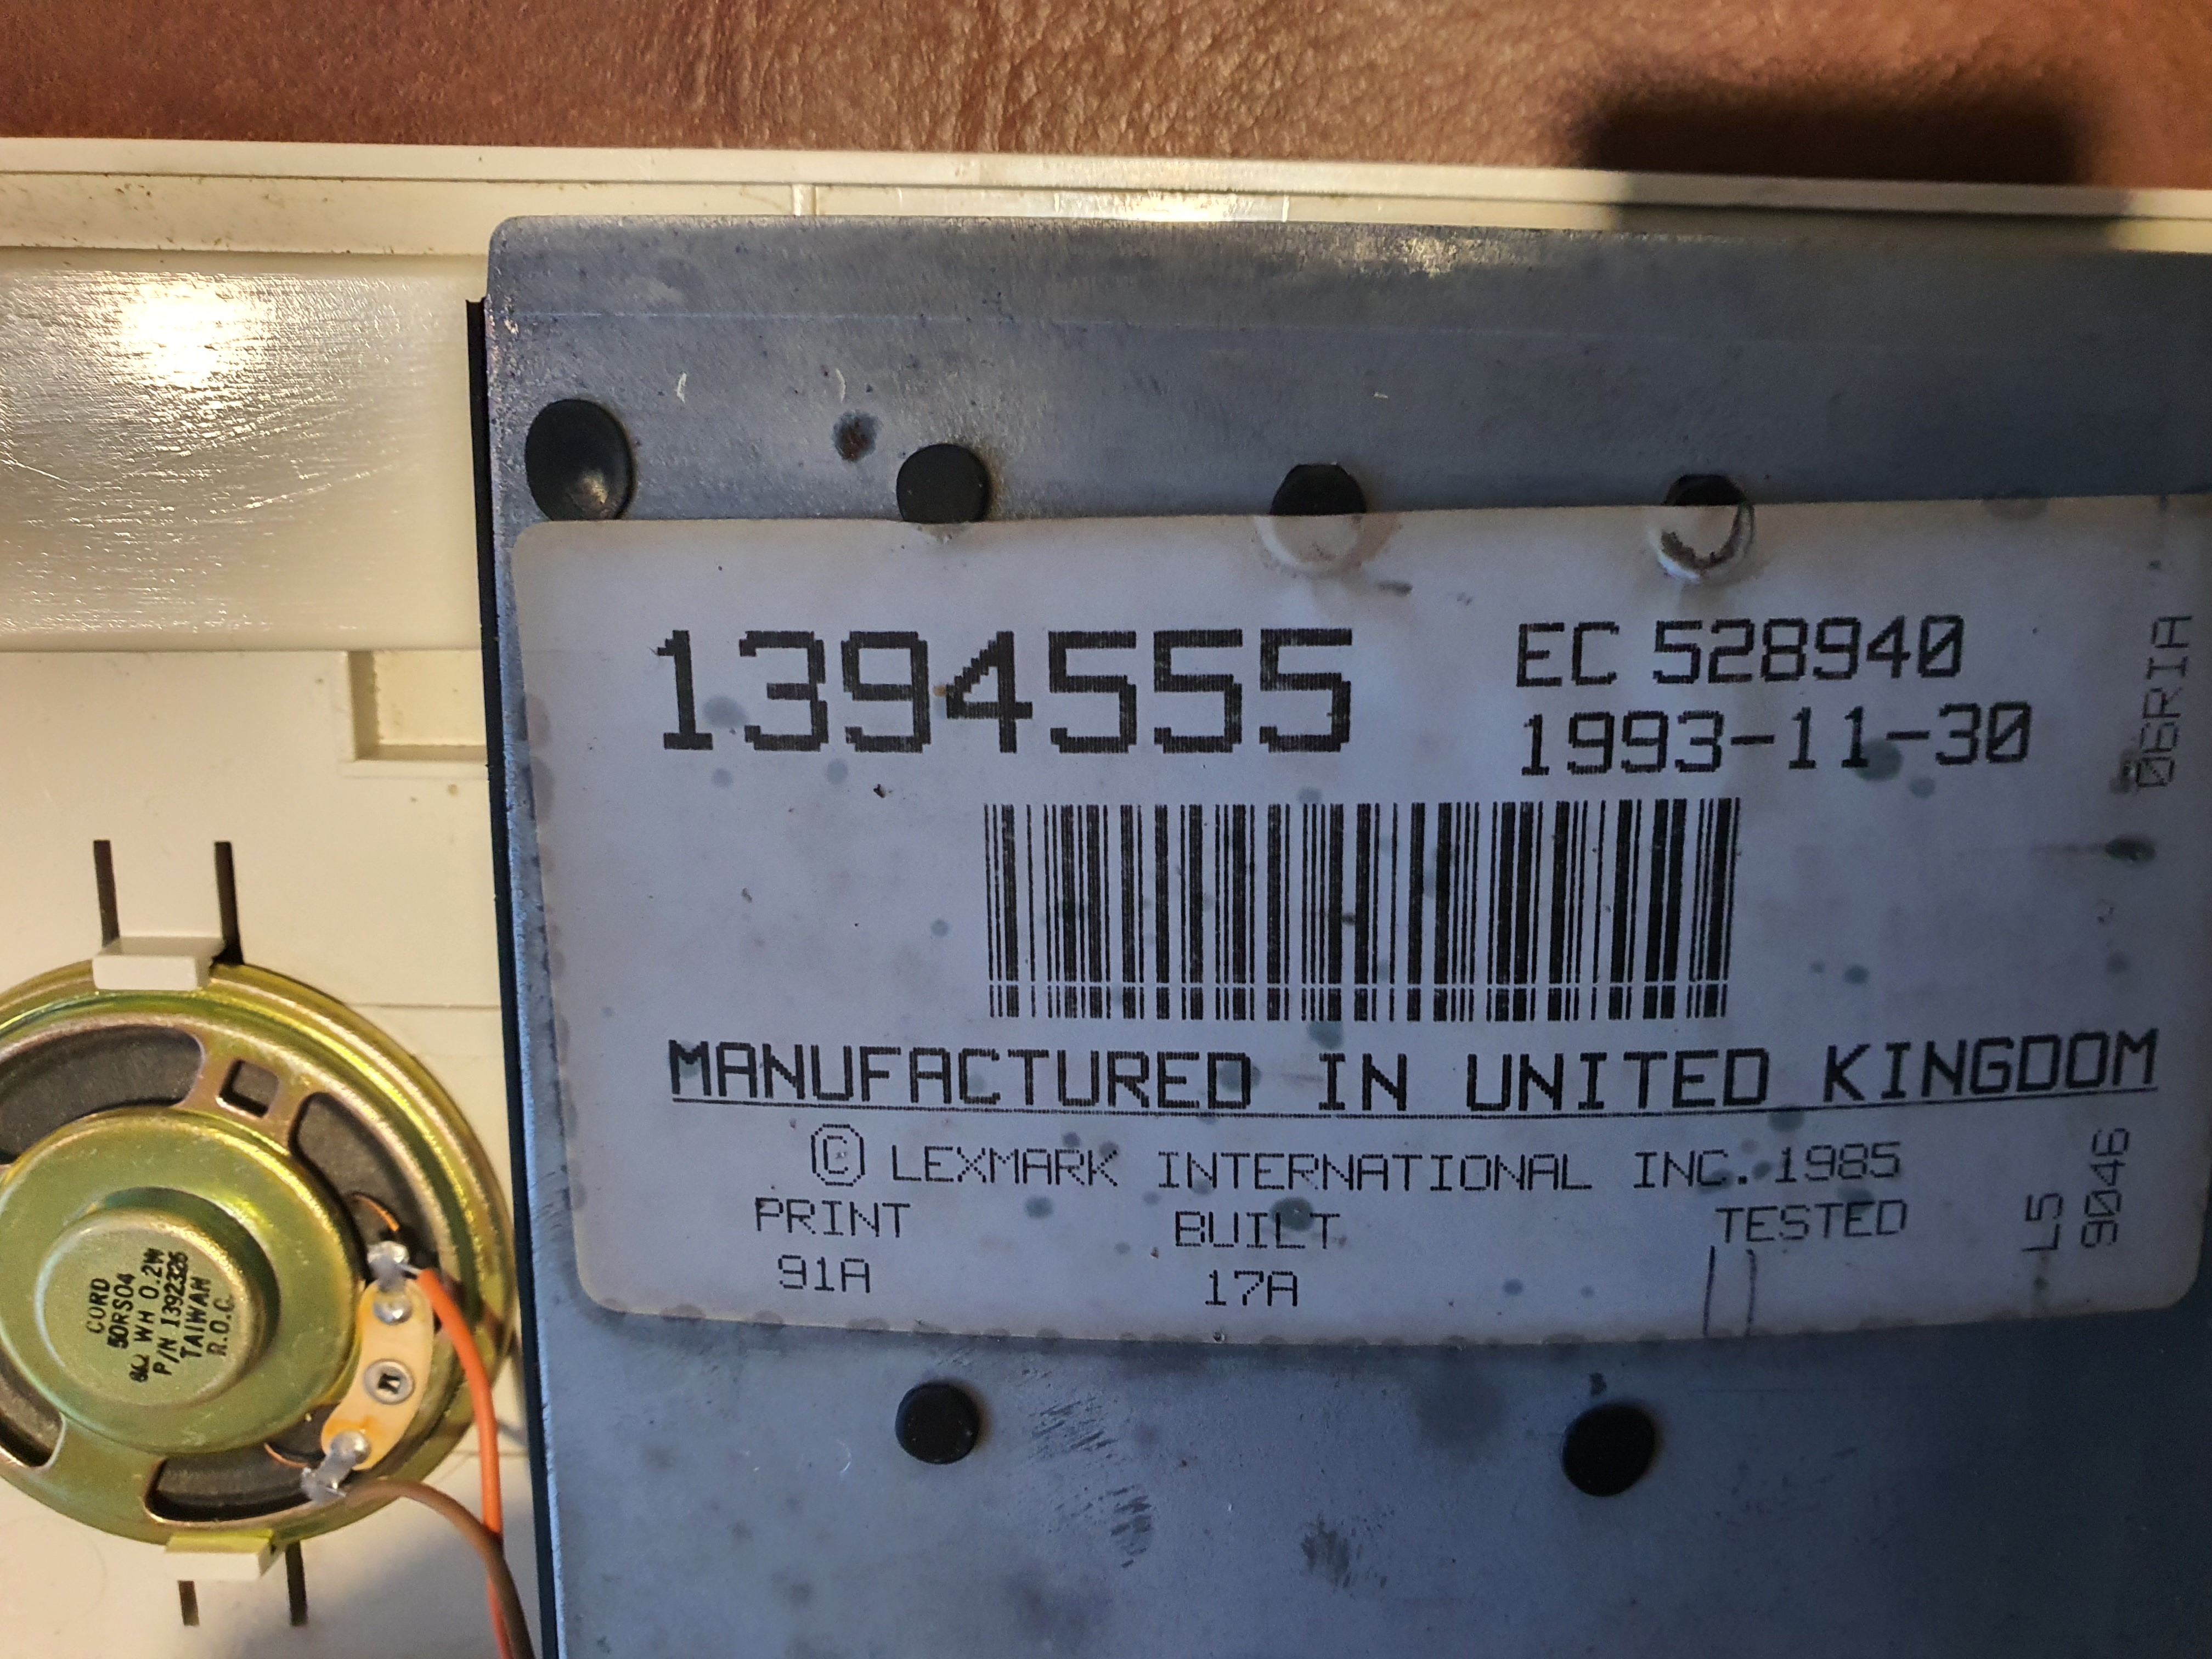 1394555
EC 528940
1993-11-30
06RIA
MANUFACTURED IN UNITED KINGDOM
© LEXMARK INTERNATIONAL INC. 1985
PRINT BUILT TESTED
91A 17A
L5
9046
CORD
50RS04
8Ω WH 0.2W
P/N 1392326
TAIWAN
R.O.C.